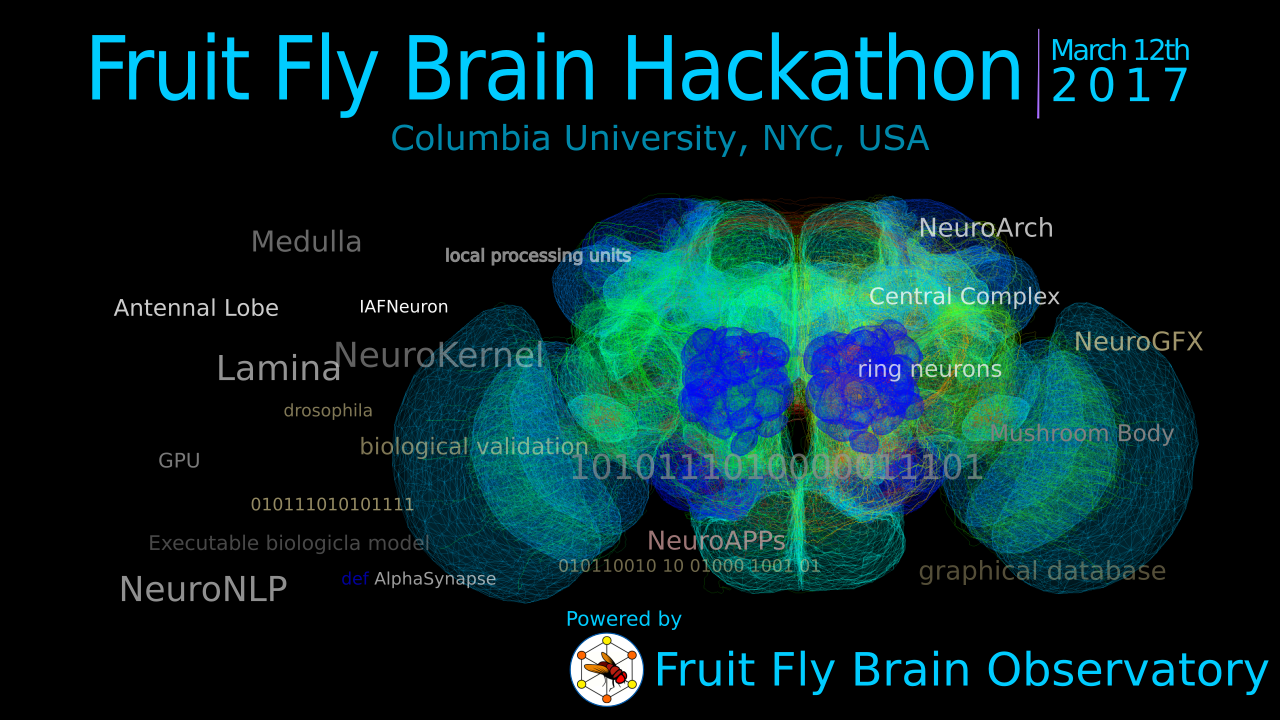 Fruit Fly Brain Hackathon
March 12th
2017
Columbia University, NYC, USA
NeuroArch
Medulla
local processing units
Central Complex
Antennal Lobe
IAFNeuron
NeuroGFX
NeuroKernel
Lamina
ring neurons
drosophila
Mushroom Body
biological validation
GPU
1010111010000011101
010111010101111
Executable biologicla model
NeuroAPPs
010110010 10 01000 1001 01
graphical database
def AlphaSynapse
NeuroNLP
Powered by
Fruit Fly Brain Observatory